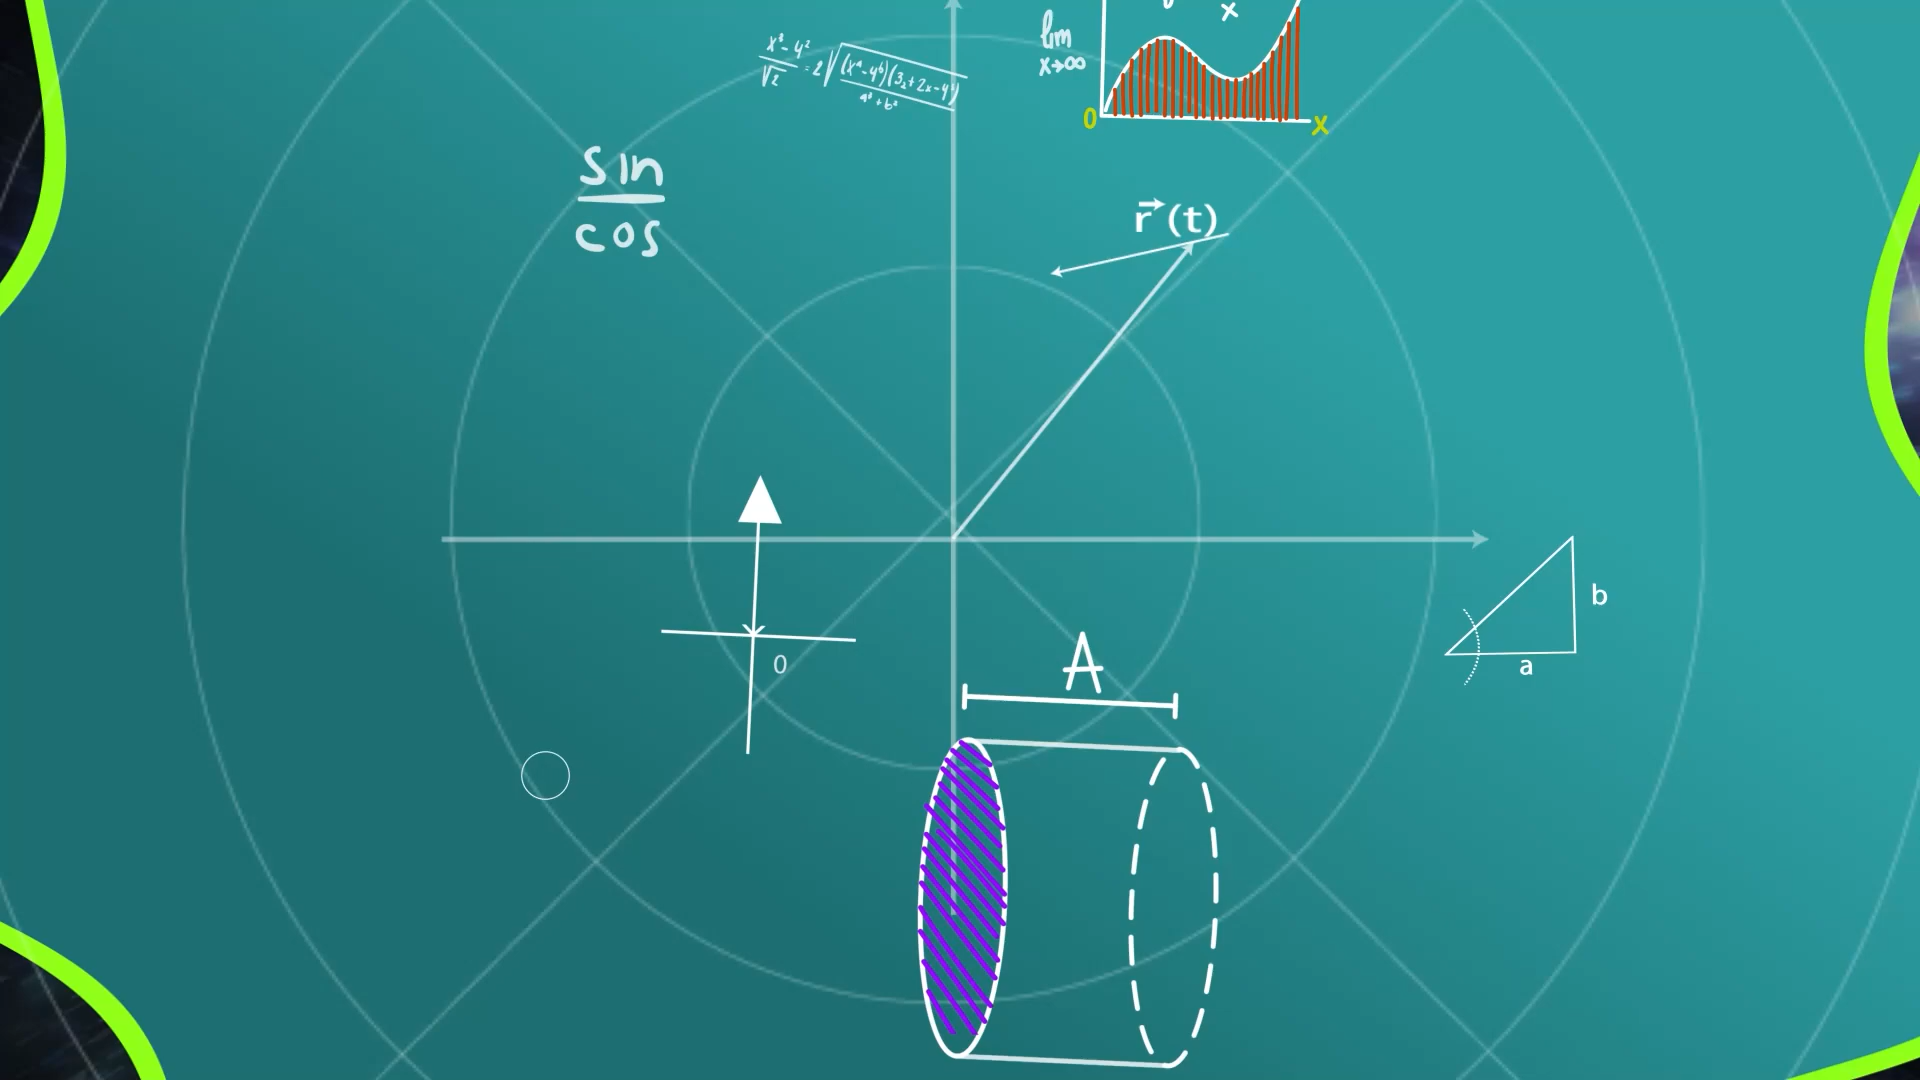 x
lim
x→∞
0 x
sin
cos
r⃗ (t)
0
A
b
a